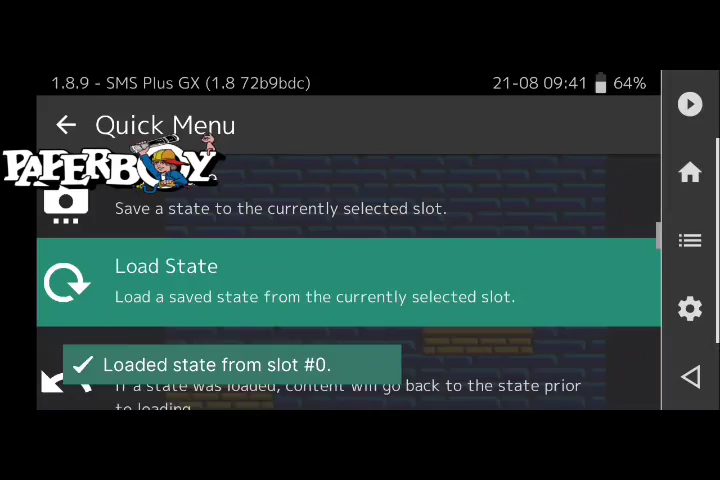 1.8.9 - SMS Plus GX (1.8 72b9bdc)
21-08 09:41 64%
Quick Menu
PAPERBOY
Save a state to the currently selected slot.
Load State
Load a saved state from the currently selected slot.
Loaded state from slot #0.
If a state was loaded, content will go back to the state prior
to loading.